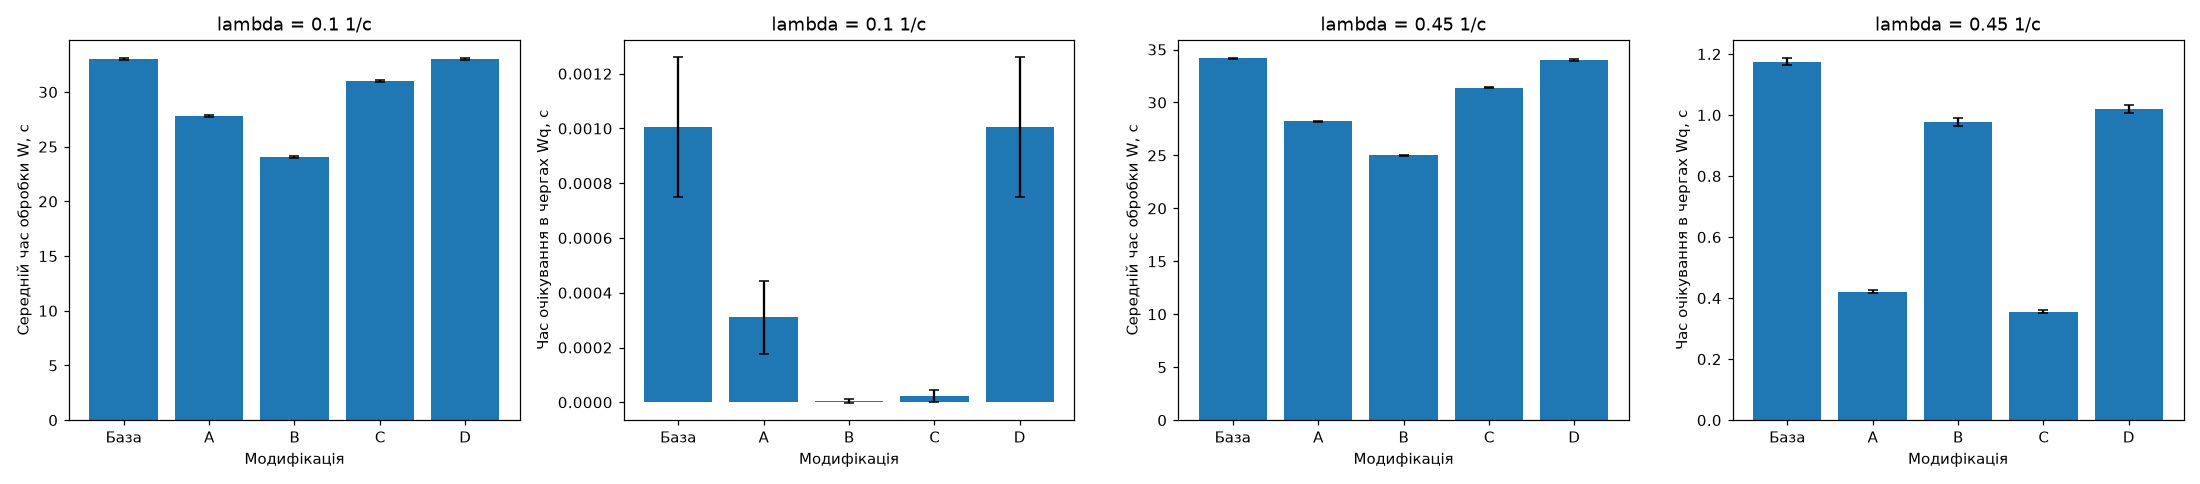 lambda = 0.1 1/с
Середній час обробки W, с
30
25
20
15
10
5
0
База
A
B
C
D
Модифікація
lambda = 0.1 1/с
Час очікування в чергах Wq, с
0.0012
0.0010
0.0008
0.0006
0.0004
0.0002
0.0000
База
A
B
C
D
Модифікація
lambda = 0.45 1/с
Середній час обробки W, с
35
30
25
20
15
10
5
0
База
A
B
C
D
Модифікація
lambda = 0.45 1/с
Час очікування в чергах Wq, с
1.2
1.0
0.8
0.6
0.4
0.2
0.0
База
A
B
C
D
Модифікація